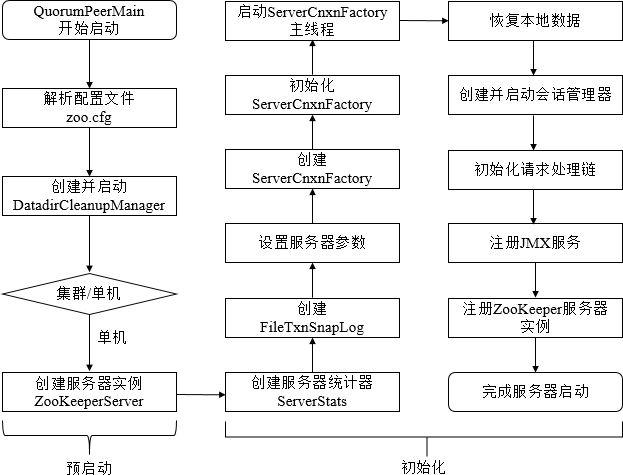 QuorumPeerMain
开始启动
解析配置文件
zoo.cfg
创建并启动
DatadirCleanupManager
集群/单机
单机
创建服务器实例
ZooKeeperServer
预启动
启动ServerCnxnFactory
主线程
初始化
ServerCnxnFactory
创建
ServerCnxnFactory
设置服务器参数
创建
FileTxnSnapLog
创建服务器统计器
ServerStats
恢复本地数据
创建并启动会话管理器
初始化请求处理链
注册JMX服务
注册ZooKeeper服务器
实例
完成服务器启动
初始化